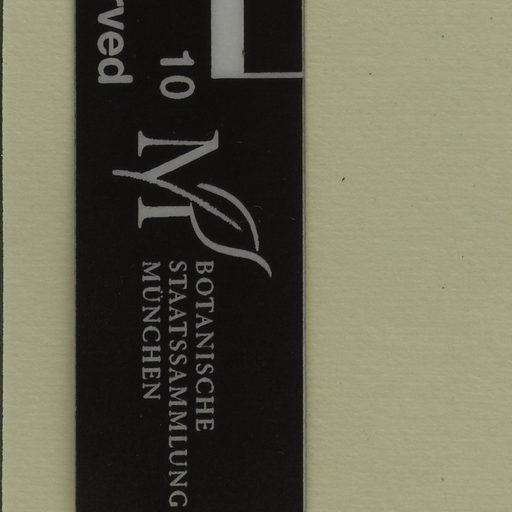 10
rved
BOTANISCHE
STAATSSAMMLUNG
MÜNCHEN